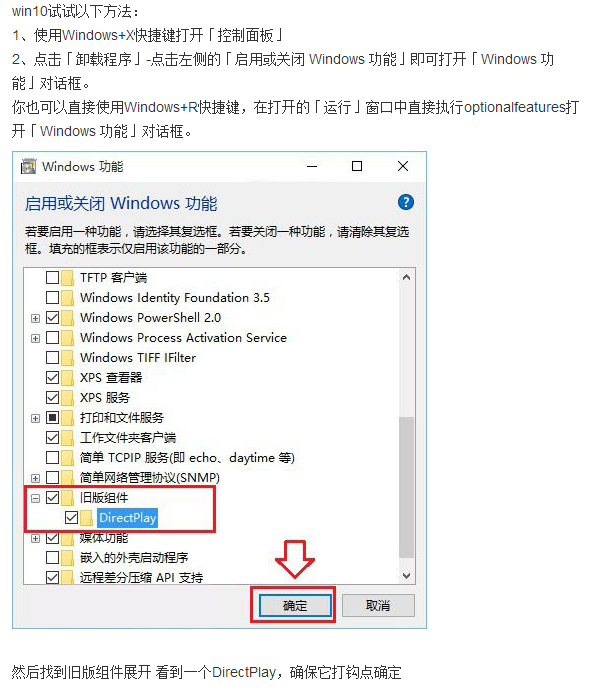 win10试试以下方法：
1、使用Windows+X快捷键打开「控制面板」
2、点击「卸载程序」-点击左侧的「启用或关闭 Windows 功能」即可打开「Windows 功
能」对话框。
你也可以直接使用Windows+R快捷键，在打开的「运行」窗口中直接执行optionalfeatures打
开「Windows 功能」对话框。
Windows 功能
启用或关闭 Windows 功能
?
若要启用一种功能，请选择其复选框。若要关闭一种功能，请清除其复选
框。填充的框表示仅启用该功能的一部分。
TFTP 客户端
Windows Identity Foundation 3.5
Windows PowerShell 2.0
Windows Process Activation Service
Windows TIFF IFilter
XPS 查看器
XPS 服务
打印和文件服务
工作文件夹客户端
简单 TCPIP 服务(即 echo、daytime 等)
简单网络管理协议(SNMP)
旧版组件
DirectPlay
媒体功能
嵌入的外壳启动程序
远程差分压缩 API 支持
确定
取消
然后找到旧版组件展开 看到一个DirectPlay，确保它打钩点确定